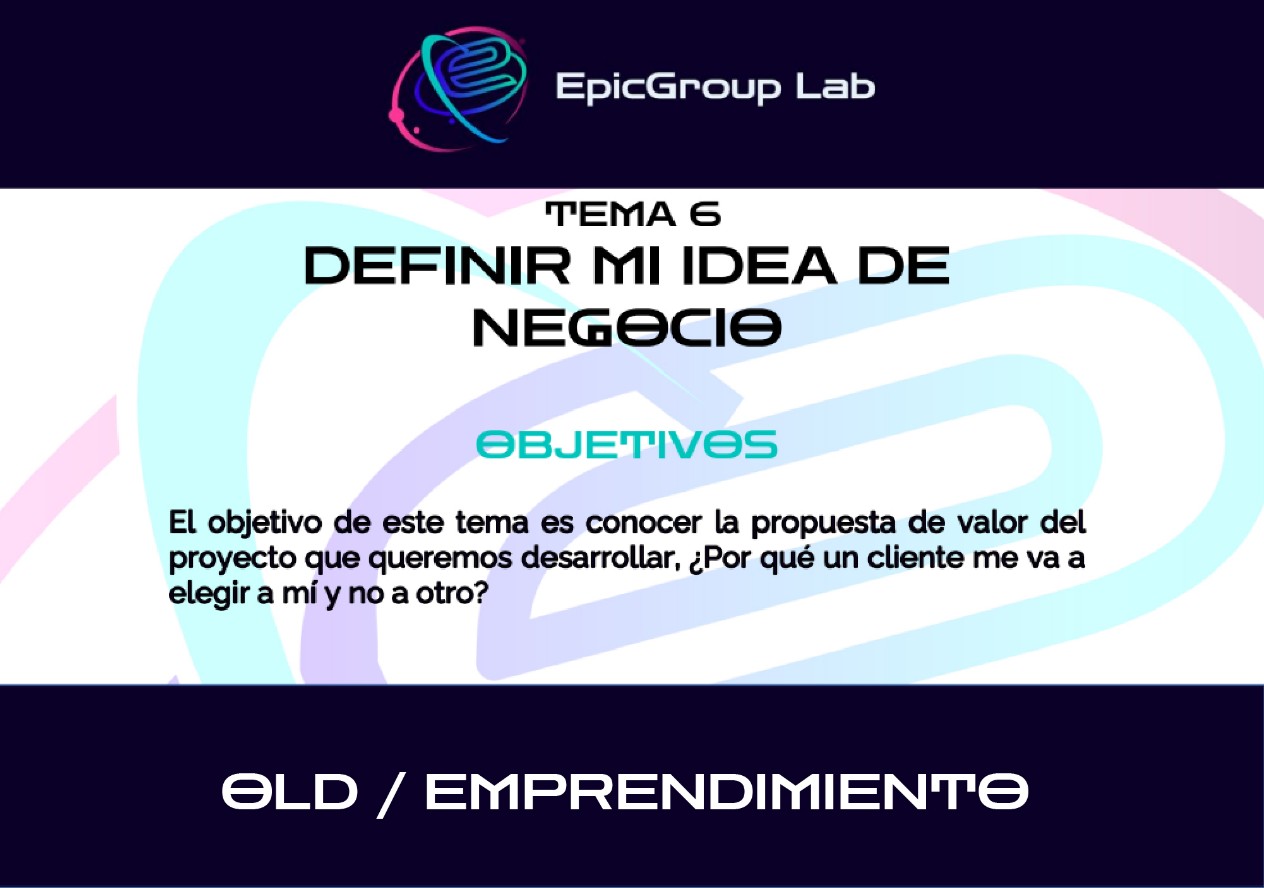 EpicGroup Lab
TEMA 6
DEFINIR MI IDEA DE
NEGOCIO
OBJETIVOS
El objetivo de este tema es conocer la propuesta de valor del
proyecto que queremos desarrollar, ¿Por qué un cliente me va a
elegir a mí y no a otro?
OLD / EMPRENDIMIENTO